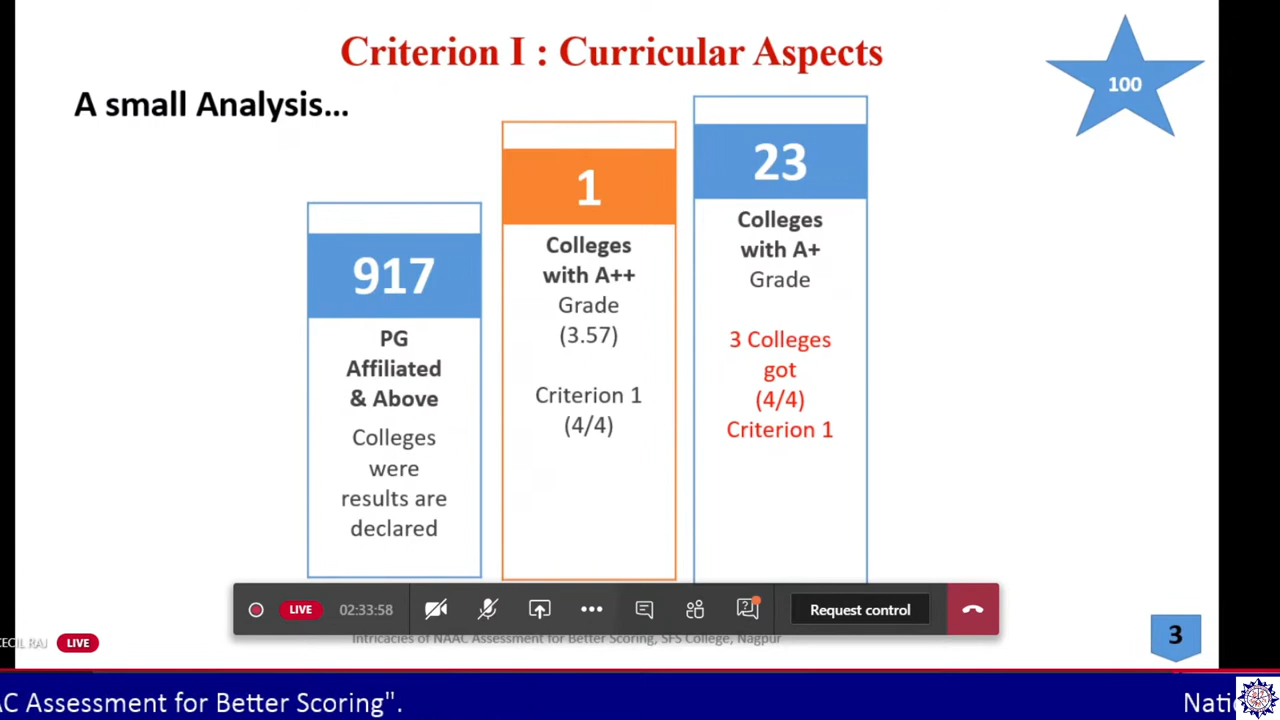 Criterion I : Curricular Aspects
100
A small Analysis...
917
PG
Affiliated
& Above
Colleges
were
results are
declared
1
Colleges
with A++
Grade
(3.57)
Criterion 1
(4/4)
23
Colleges
with A+
Grade
3 Colleges
got
(4/4)
Criterion 1
LIVE
02:33:58
Request control
Intricacies of NAAC Assessment for Better Scoring, SFS College, Nagpur
3
CECIL RAJ
LIVE
AC Assessment for Better Scoring".
Natio